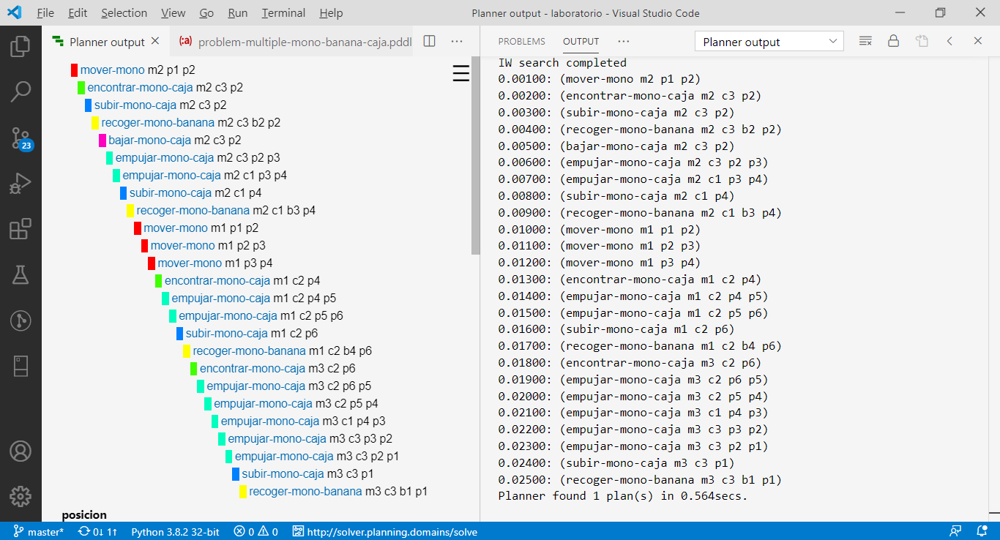 File Edit Selection View Go Run Terminal Help Planner output - laboratorio - Visual Studio Code
Planner output problem-multiple-mono-banana-caja.pddl
mover-mono m2 p1 p2
encontrar-mono-caja m2 c3 p2
subir-mono-caja m2 c3 p2
recoger-mono-banana m2 c3 b2 p2
bajar-mono-caja m2 c3 p2
empujar-mono-caja m2 c3 p2 p3
empujar-mono-caja m2 c1 p3 p4
subir-mono-caja m2 c1 p4
recoger-mono-banana m2 c1 b3 p4
mover-mono m1 p1 p2
mover-mono m1 p2 p3
mover-mono m1 p3 p4
encontrar-mono-caja m1 c2 p4
empujar-mono-caja m1 c2 p4 p5
empujar-mono-caja m1 c2 p5 p6
subir-mono-caja m1 c2 p6
recoger-mono-banana m1 c2 b4 p6
encontrar-mono-caja m3 c2 p6
empujar-mono-caja m3 c2 p6 p5
empujar-mono-caja m3 c2 p5 p4
empujar-mono-caja m3 c1 p4 p3
empujar-mono-caja m3 c3 p3 p2
empujar-mono-caja m3 c3 p2 p1
subir-mono-caja m3 c3 p1
recoger-mono-banana m3 c3 b1 p1
posicion
PROBLEMS OUTPUT Planner output
IW search completed
0.00100: (mover-mono m2 p1 p2)
0.00200: (encontrar-mono-caja m2 c3 p2)
0.00300: (subir-mono-caja m2 c3 p2)
0.00400: (recoger-mono-banana m2 c3 b2 p2)
0.00500: (bajar-mono-caja m2 c3 p2)
0.00600: (empujar-mono-caja m2 c3 p2 p3)
0.00700: (empujar-mono-caja m2 c1 p3 p4)
0.00800: (subir-mono-caja m2 c1 p4)
0.00900: (recoger-mono-banana m2 c1 b3 p4)
0.01000: (mover-mono m1 p1 p2)
0.01100: (mover-mono m1 p2 p3)
0.01200: (mover-mono m1 p3 p4)
0.01300: (encontrar-mono-caja m1 c2 p4)
0.01400: (empujar-mono-caja m1 c2 p4 p5)
0.01500: (empujar-mono-caja m1 c2 p5 p6)
0.01600: (subir-mono-caja m1 c2 p6)
0.01700: (recoger-mono-banana m1 c2 b4 p6)
0.01800: (encontrar-mono-caja m3 c2 p6)
0.01900: (empujar-mono-caja m3 c2 p6 p5)
0.02000: (empujar-mono-caja m3 c2 p5 p4)
0.02100: (empujar-mono-caja m3 c1 p4 p3)
0.02200: (empujar-mono-caja m3 c3 p3 p2)
0.02300: (empujar-mono-caja m3 c3 p2 p1)
0.02400: (subir-mono-caja m3 c3 p1)
0.02500: (recoger-mono-banana m3 c3 b1 p1)
Planner found 1 plan(s) in 0.564secs.
23
master* 0↓ 1↑ Python 3.8.2 32-bit 0 0 http://solver.planning.domains/solve